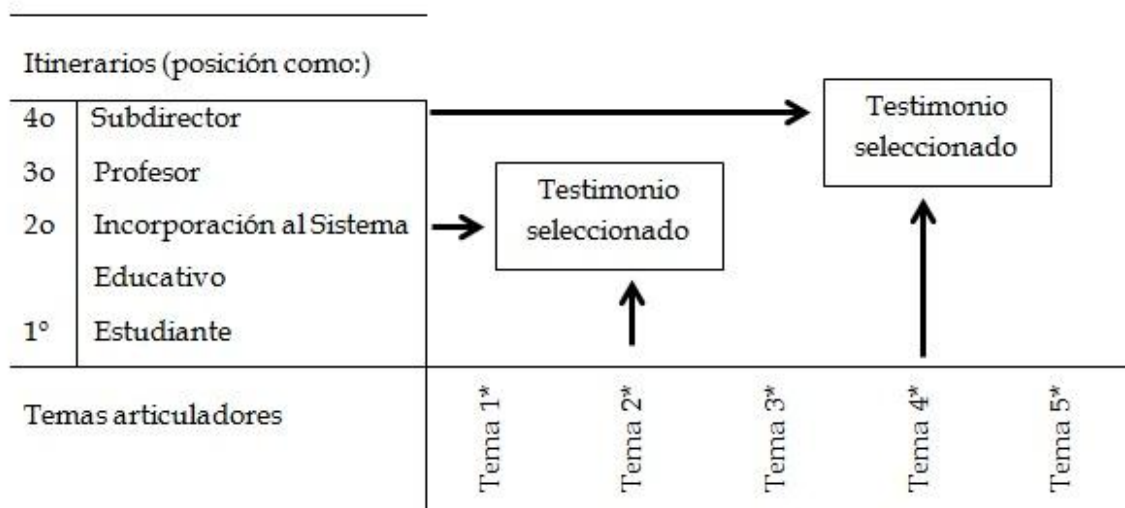 Itinerarios (posición como:)
4o Subdirector
3o Profesor
2o Incorporación al Sistema
Educativo
1° Estudiante
Testimonio
seleccionado
Testimonio
seleccionado
Temas articuladores
Tema 1*
Tema 2*
Tema 3*
Tema 4*
Tema 5*